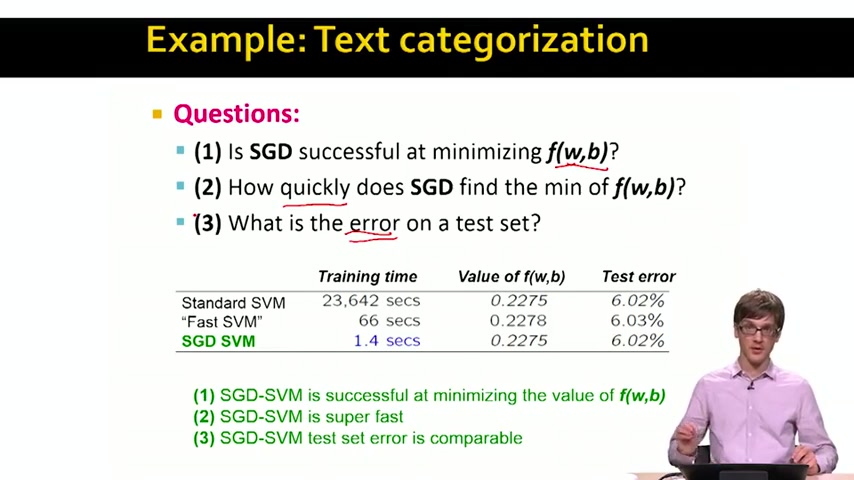 Example: Text categorization
Questions:
(1) Is SGD successful at minimizing f(w,b)?
(2) How quickly does SGD find the min of f(w,b)?
(3) What is the error on a test set?
Training time Value of f(w,b) Test error
Standard SVM 23,642 secs 0.2275 6.02%
"Fast SVM" 66 secs 0.2278 6.03%
SGD SVM 1.4 secs 0.2275 6.02%
(1) SGD-SVM is successful at minimizing the value of f(w,b)
(2) SGD-SVM is super fast
(3) SGD-SVM test set error is comparable